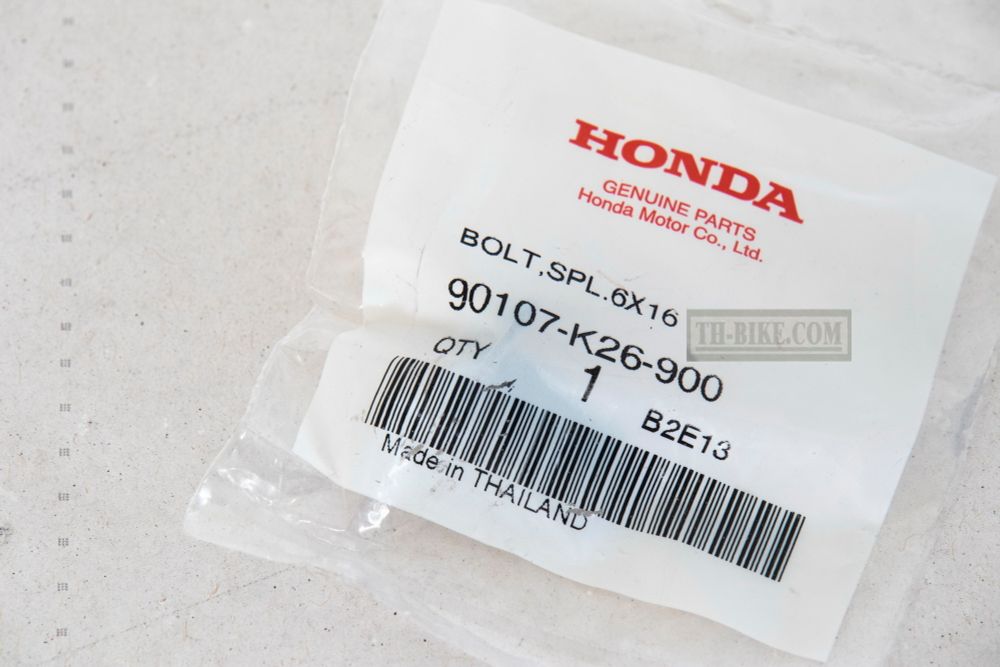 HONDA
GENUINE PARTS
Honda Motor Co., Ltd.
BOLT,SPL.6X16
90107-K26-900
QTY 1 B2E13
Made in THAILAND
TH-BIKE.COM